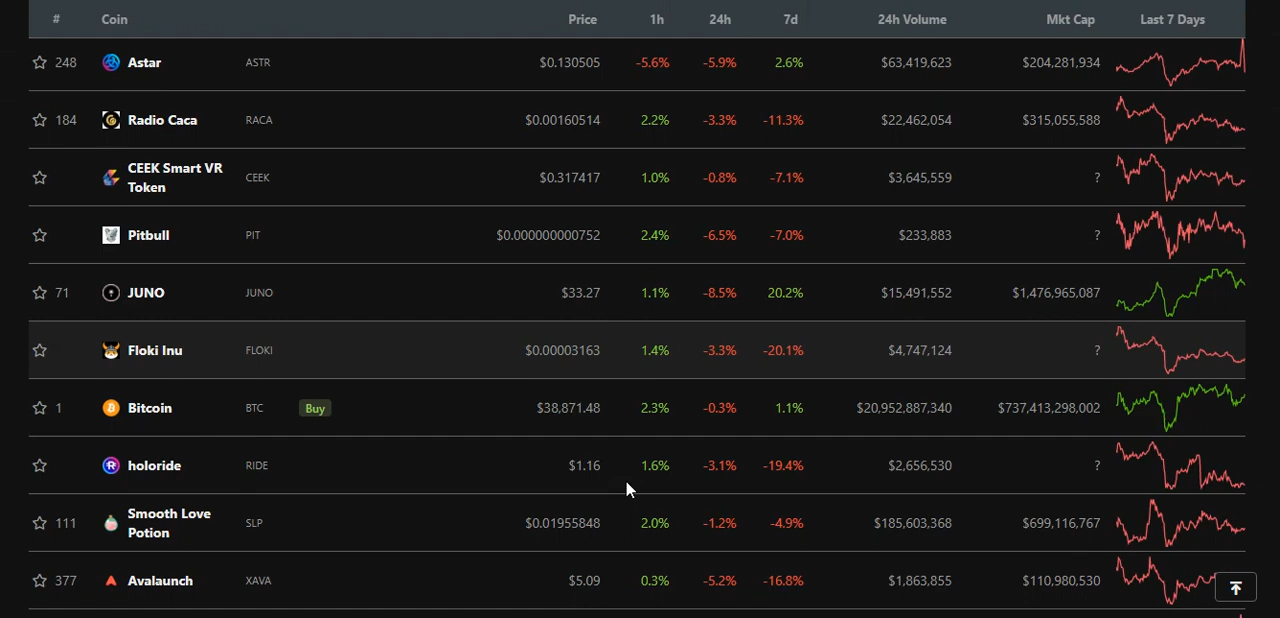 # Coin Price 1h 24h 7d 24h Volume Mkt Cap Last 7 Days
248 Astar ASTR $0.130505 -5.6% -5.9% 2.6% $63,419,623 $204,281,934
184 Radio Caca RACA $0.00160514 2.2% -3.3% -11.3% $22,462,054 $315,055,588
CEEK Smart VR
Token CEEK $0.317417 1.0% -0.8% -7.1% $3,645,559 ?
Pitbull PIT $0.000000000752 2.4% -6.5% -7.0% $233,883 ?
71 JUNO JUNO $33.27 1.1% -8.5% 20.2% $15,491,552 $1,476,965,087
Floki Inu FLOKI $0.00003163 1.4% -3.3% -20.1% $4,747,124 ?
1 Bitcoin BTC Buy $38,871.48 2.3% -0.3% 1.1% $20,952,887,340 $737,413,298,002
holoride RIDE $1.16 1.6% -3.1% -19.4% $2,656,530 ?
Smooth Love
111 Potion SLP $0.01955848 2.0% -1.2% -4.9% $185,603,368 $699,116,767
377 Avalaunch XAVA $5.09 0.3% -5.2% -16.8% $1,863,855 $110,980,530